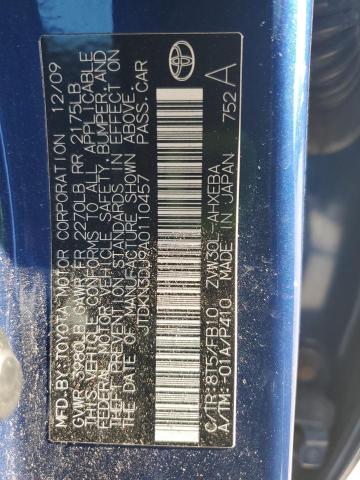 MFD.BY:TOYOTA MOTOR CORPORATION 12/09
GVWR 3980LB GAWR FR 2270LB RR 2175LB
THIS VEHICLE CONFORMS TO ALL APPLICABLE
FEDERAL MOTOR VEHICLE SAFETY, BUMPER, AND
THEFT PREVENTION STANDARDS IN EFFECT ON
THE DATE OF MANUFACTURE SHOWN ABOVE.
JTDKN3DU7A0110457 PASS.CAR
C/TR:8T5/FB10 ZVW30L-AHXEBA
A/TM:-01A/P410 MADE IN JAPAN
752 A
TOYOTA